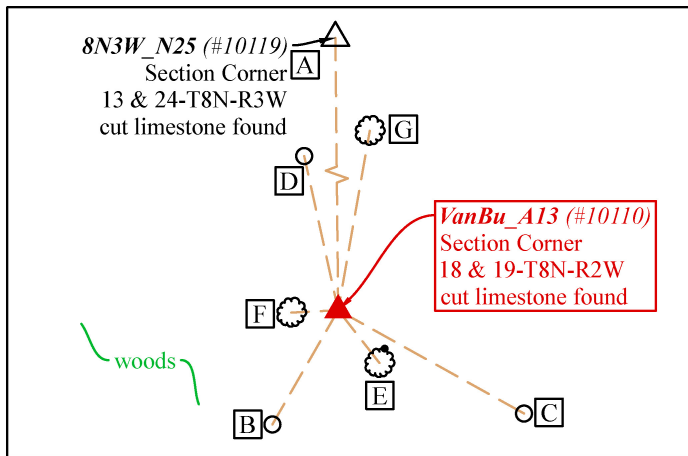 8N3W_N25 (#10119)
Section Corner
13 & 24-T8N-R3W
cut limestone found
A
G
D
VanBu_A13 (#10110)
Section Corner
18 & 19-T8N-R2W
cut limestone found
F
woods
E
B
C